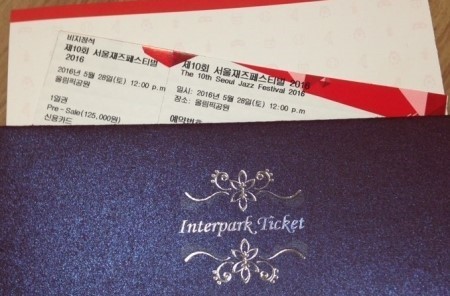 비지정석
제10회 서울재즈페스티벌
2016
2016년 5월 28일(토) 12:00 p.m
올림픽공원
1일권
Pre-Sale(125,000원)
신용카드
제10회 서울재즈페스티벌 2016
The 10th Seoul Jazz Festival 2016
일시: 2016년 5월 28일(토) 12:00 p.m
장소: 올림픽공원
예약번호
Interpark Ticket